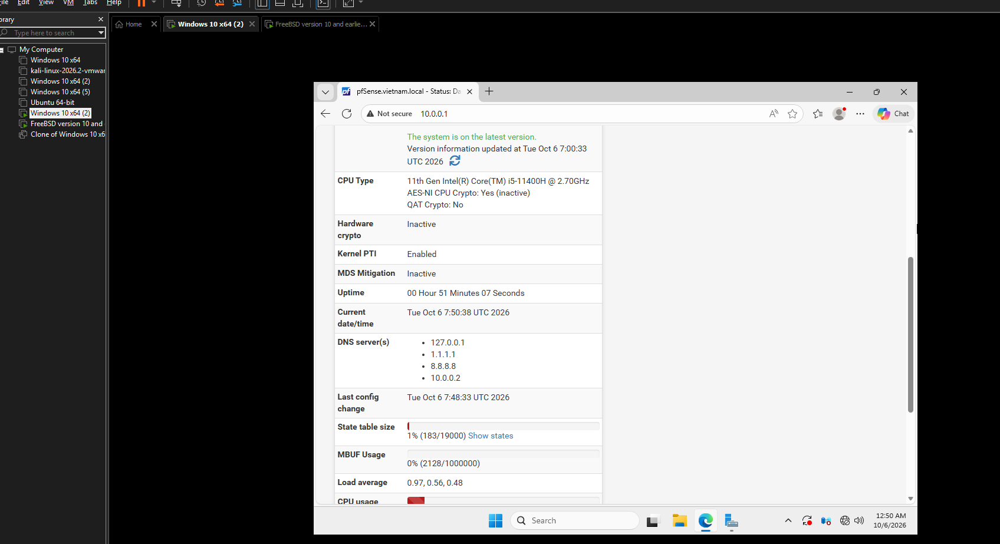 File Edit View VM Tabs Help
Library
Type here to search
My Computer
Windows 10 x64
kali-linux-2026.2-vmwar
Windows 10 x64 (2)
Windows 10 x64 (5)
Ubuntu 64-bit
Windows 10 x64 (2)
FreeBSD version 10 and
Clone of Windows 10 x6
Home
Windows 10 x64 (2)
FreeBSD version 10 and earlie...
pfSense.vietnam.local - Status: Da
Not secure 10.0.0.1
Chat
The system is on the latest version.
Version information updated at Tue Oct 6 7:00:33
UTC 2026
CPU Type
11th Gen Intel(R) Core(TM) i5-11400H @ 2.70GHz
AES-NI CPU Crypto: Yes (inactive)
QAT Crypto: No
Hardware
crypto
Inactive
Kernel PTI
Enabled
MDS Mitigation
Inactive
Uptime
00 Hour 51 Minutes 07 Seconds
Current
date/time
Tue Oct 6 7:50:38 UTC 2026
DNS server(s)
127.0.0.1
1.1.1.1
8.8.8.8
10.0.0.2
Last config
change
Tue Oct 6 7:48:33 UTC 2026
State table size
1% (183/19000) Show states
MBUF Usage
0% (2128/1000000)
Load average
0.97, 0.56, 0.48
CPU usage
Search
12:50 AM
10/6/2026